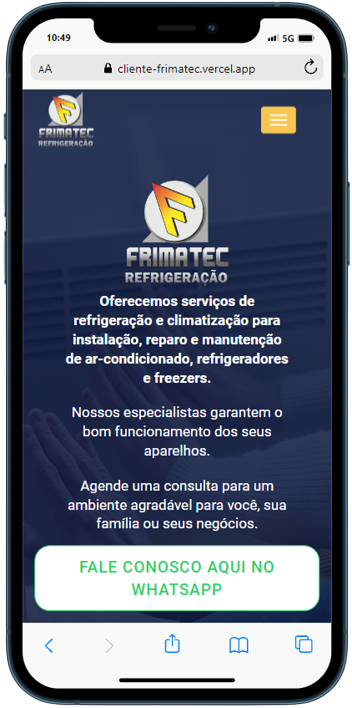 10:49
5G
AA
cliente-frimatec.vercel.app
FRIMATEC
REFRIGERAÇÃO
FRIMATEC
REFRIGERAÇÃO
Oferecemos serviços de
refrigeração e climatização para
instalação, reparo e manutenção
de ar-condicionado, refrigeradores
e freezers.
Nossos especialistas garantem o
bom funcionamento dos seus
aparelhos.
Agende uma consulta para um
ambiente agradável para você, sua
família ou seus negócios.
FALE CONOSCO AQUI NO
WHATSAPP